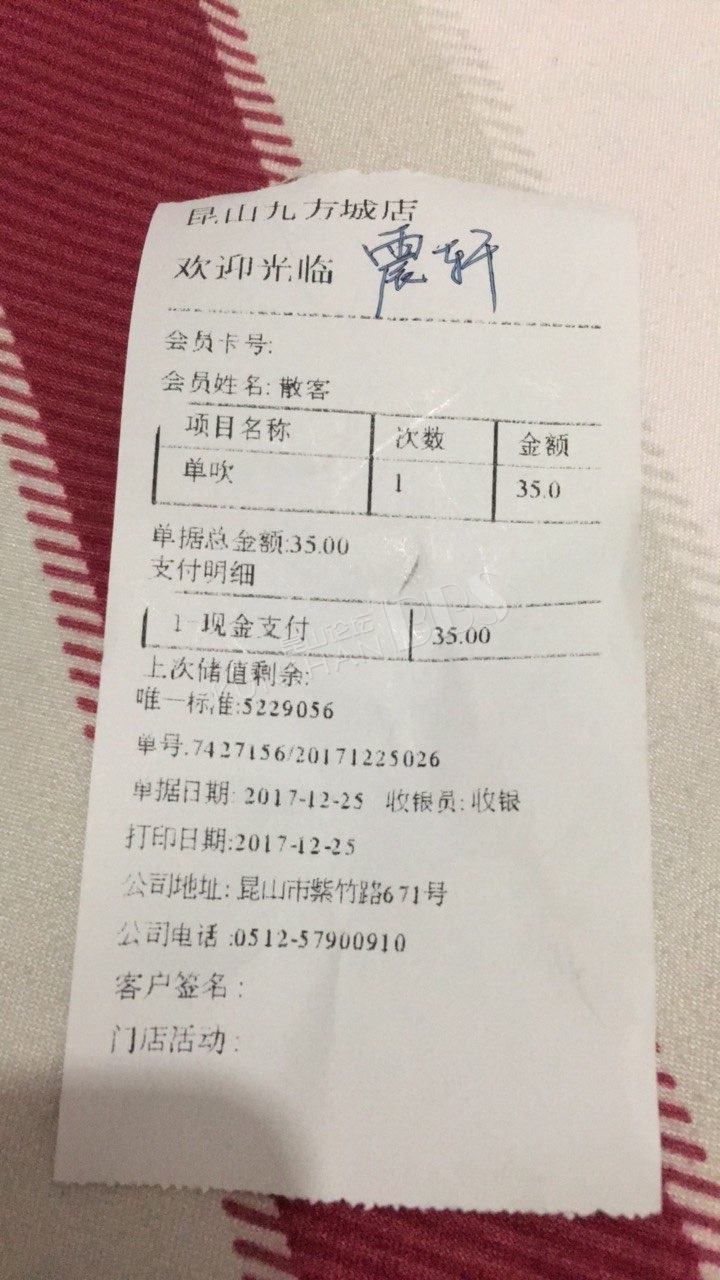 昆山九方城店
欢迎光临 震轩
会员卡号:
会员姓名: 散客
项目名称 次数 金额
单吹 1 35.0
单据总金额:35.00
支付明细
1-现金支付 35.00
上次储值剩余:
唯一标准:5229056
单号:7427156/20171225026
单据日期: 2017-12-25 收银员: 收银
打印日期:2017-12-25
公司地址: 昆山市紫竹路671号
公司电话 :0512-57900910
客户签名 :
门店活动 :